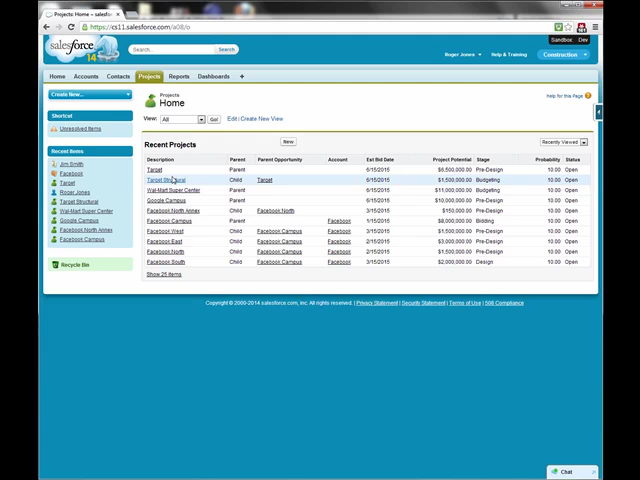 Projects: Home ~ salesfor
https://cs11.salesforce.com/a08/o
salesforce
14
Search...
Search
Sandbox Dev
Roger Jones
Help & Training
Construction
Home Accounts Contacts Projects Reports Dashboards +
Create New...
Shortcut
Unresolved Items
Recent Items
Jim Smith
Facebook
Target
Roger Jones
Target Structural
Wal-Mart Super Center
Google Campus
Facebook North Annex
Facebook Campus
Recycle Bin
Projects
Home
Help for this Page
View: All Go! Edit | Create New View
Recent Projects
New
Recently Viewed
Description Parent Parent Opportunity Account Est Bid Date Project Potential Stage Probability Status
Target Parent 6/15/2015 $6,500,000.00 Pre-Design 10.00 Open
Target Structural Child Target 6/15/2015 $1,500,000.00 Budgeting 10.00 Open
Wal-Mart Super Center Parent 6/15/2015 $1,000,000.00 Budgeting 10.00 Open
Google Campus Parent 6/15/2015 $10,000,000.00 Pre-Design 10.00 Open
Facebook North Annex Child Facebook North 3/15/2015 $150,000.00 Pre-Design 10.00 Open
Facebook Campus Parent Facebook 6/15/2015 $8,000,000.00 Bidding 10.00 Open
Facebook West Child Facebook Campus Facebook 6/15/2015 $1,500,000.00 Pre-Design 10.00 Open
Facebook East Child Facebook Campus Facebook 2/15/2015 $3,000,000.00 Pre-Design 10.00 Open
Facebook North Child Facebook Campus Facebook 3/15/2015 $1,500,000.00 Pre-Design 10.00 Open
Facebook South Child Facebook Campus Facebook 2/15/2015 $2,000,000.00 Design 10.00 Open
Show 25 items
Copyright © 2000-2014 salesforce.com, inc. All rights reserved. | Privacy Statement | Security Statement | Terms of Use | 508 Compliance
Chat